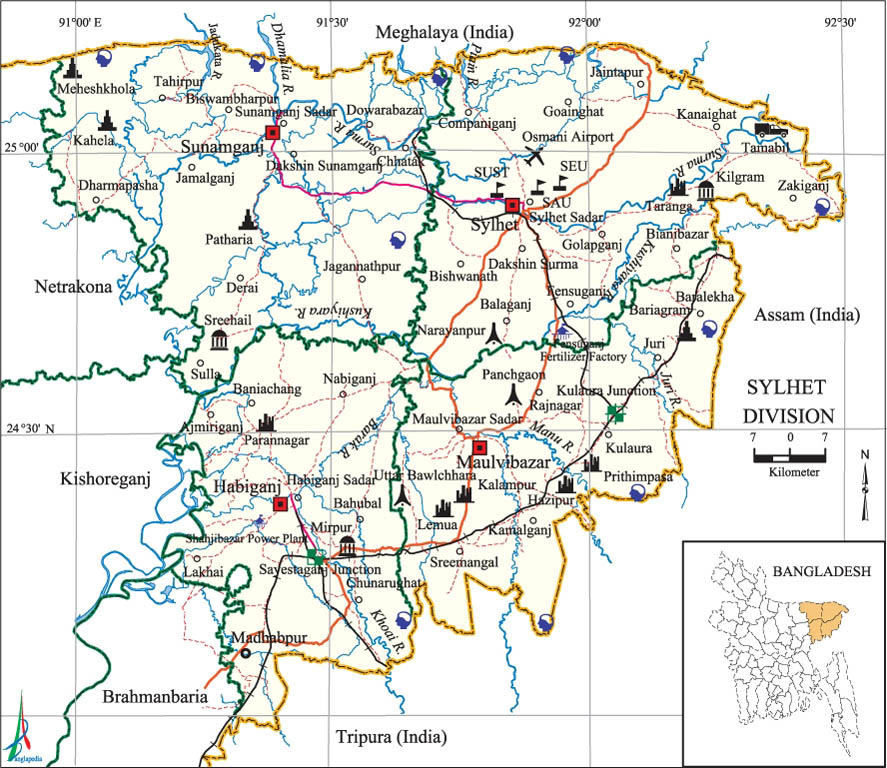 91°00′ E
91°30′
92°00′
92°30′
Meghalaya (India)
Jadukata R
Dhamalia R.
Piain R.
Jaintapur
Meheshkhola
Tahirpur
Biswambharpur
Sunamganj Sadar
Dowarabazar
Goainghat
Companiganj
Kanaighat
Kahela
Sunamganj
Surma R
Osmani Airport
Tamabil
25°00′
Dakshin Sunamganj
Chhatak
Surma R
Jamalganj
SUST
SEU
Kilgram
Dharmapasha
SAU
Taranga
Zakiganj
Sylhet
Sylhet Sadar
Patharia
Golapganj
Bianibazar
Jagannathpur
Bishwanath
Dakshin Surma
Kushiyara R
Netrakona
Derai
Fensuganj
Baralekha
Kushiyara R
Balaganj
Bariagram
Assam (India)
Sreehail
Narayanpur
Fensuganj
Fertilizer Factory
Juri
Sulla
Panchgaon
Juri R
Nabiganj
Baniachang
Rajnagar
Kulaura Junction
SYLHET
DIVISION
Ajmiriganj
Parannagar
Maulvibazar Sadar
24°30′ N
Barak R
Manu R.
Kulaura
7 0 7
Kilometer
N
Maulvibazar
Kishoreganj
Habiganj
Habiganj Sadar
Uttar Bawlchhara
Kalampur
Prithimpasa
Hazipur
Bahubal
Lemua
Mirpur
Kamalganj
Shahjibazar Power Plant
Lakhai
Sayestaganj Junction
Sreemangal
Chunarughat
BANGLADESH
Khoai R
Madhabpur
Brahmanbaria
Tripura (India)
Banglapedia